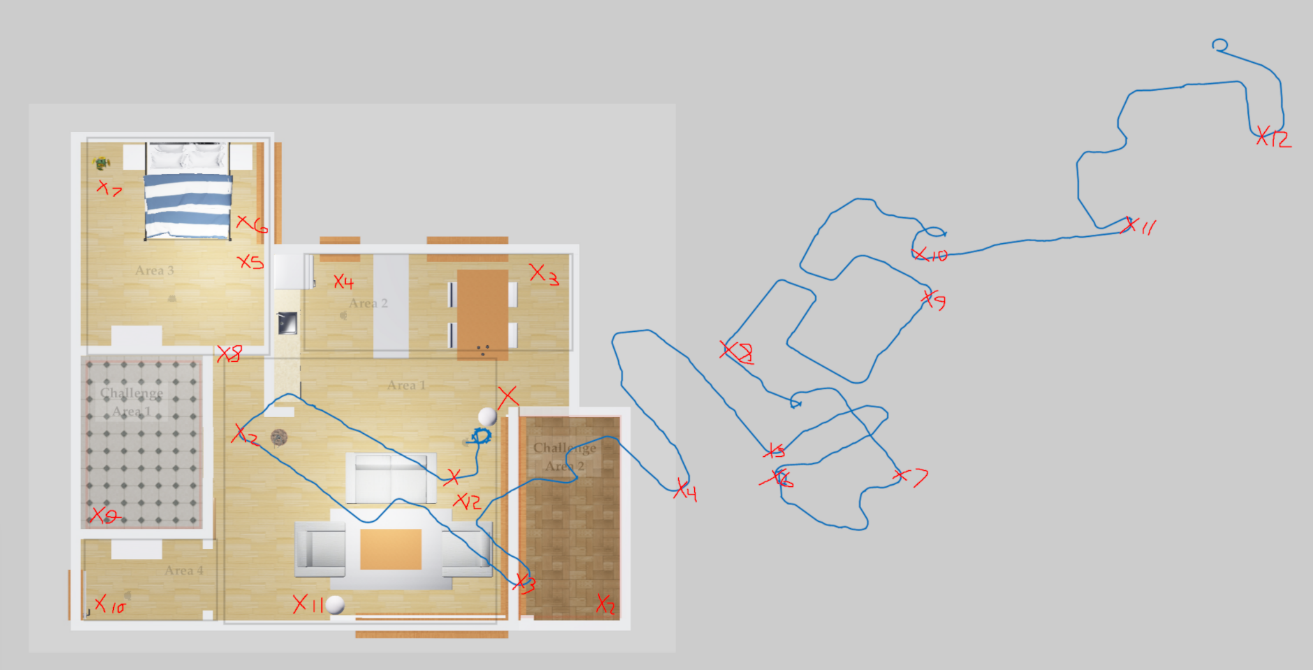 X12
X7
X6
X11
X10
X5
Area 3
X3
X4
X9
Area 2
X8
X8
Area 1
Challenge
Area 1
X
X2
Challenge
Area 2
X5
X
X6
X7
X4
X12
X9
Area 4
X3
X10
X11
X2